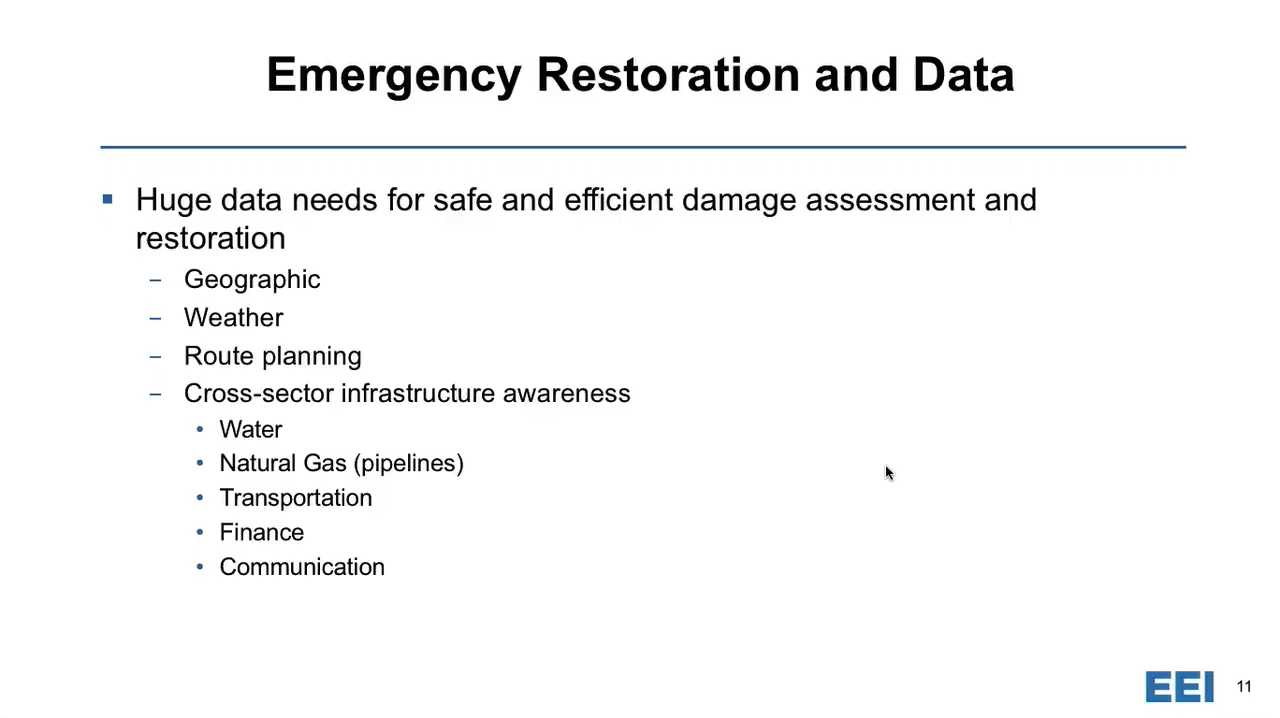 Emergency Restoration and Data
▪ Huge data needs for safe and efficient damage assessment and
restoration
– Geographic
– Weather
– Route planning
– Cross-sector infrastructure awareness
• Water
• Natural Gas (pipelines)
• Transportation
• Finance
• Communication
EEI 11